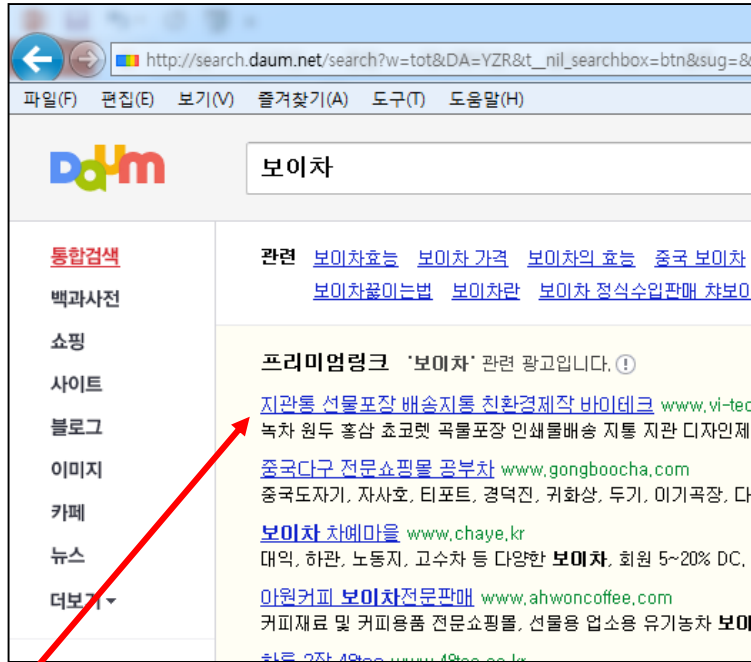 http://search.daum.net/search?w=tot&DA=YZR&t__nil_searchbox=btn&sug=&
파일(F) 편집(E) 보기(V) 즐겨찾기(A) 도구(T) 도움말(H)
Daum 보이차
통합검색
백과사전
쇼핑
사이트
블로그
이미지
카페
뉴스
더보기
관련 보이차효능 보이차 가격 보이차의 효능 중국 보이차
보이차끓이는법 보이차란 보이차 정식수입판매 챠보이
프리미엄링크 '보이차' 관련 광고입니다.
지관통 선물포장 배송지통 친환경제작 바이테크 www.vi-tec
녹차 원두 홍삼 쵸코렛 곡물포장 인쇄물배송 지통 지관 디자인제
중국다구 전문쇼핑몰 공부차 www.gongboocha.com
중국도자기, 자사호, 티포트, 경덕진, 귀화상, 두기, 이기곡장, 다
보이차 차예마을 www.chaye.kr
대익, 하관, 노동지, 고수차 등 다양한 보이차, 회원 5~20% DC,
아원커피 보이차전문판매 www.ahwoncoffee.com
커피재료 및 커피용품 전문쇼핑몰, 선물용 업소용 유기농차 보이